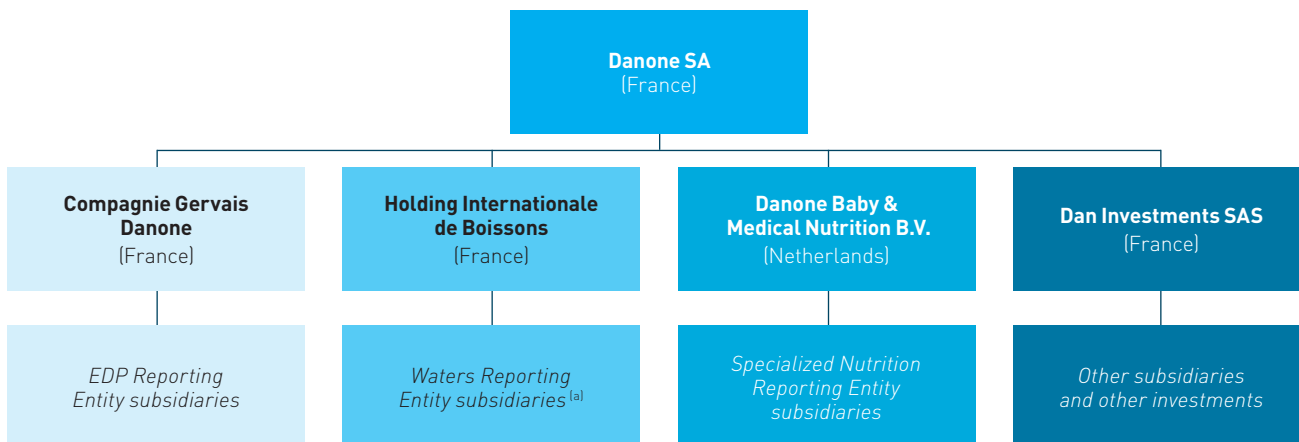 Danone SA
(France)
Compagnie Gervais
Danone
(France)
Holding Internationale
de Boissons
(France)
Danone Baby &
Medical Nutrition B.V.
(Netherlands)
Dan Investments SAS
(France)
EDP Reporting
Entity subsidiaries
Waters Reporting
Entity subsidiaries (a)
Specialized Nutrition
Reporting Entity
subsidiaries
Other subsidiaries
and other investments